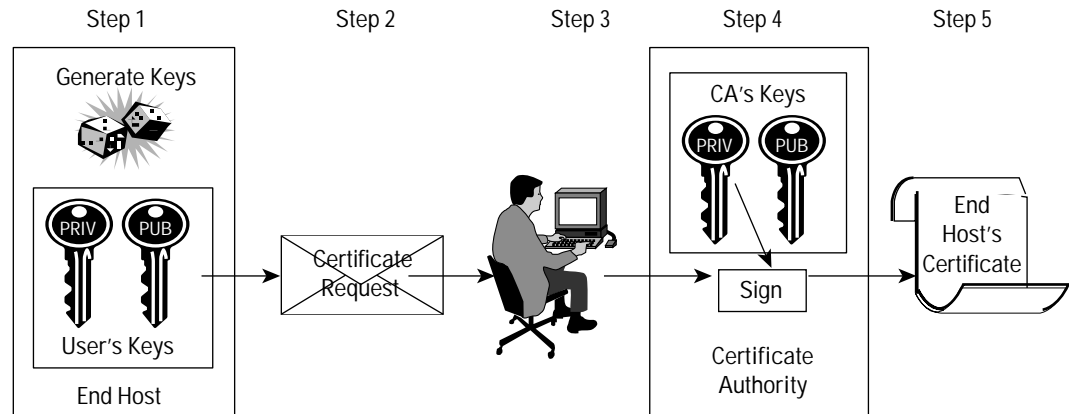 Step 1
Step 2
Step 3
Step 4
Step 5
Generate Keys
PRIV
PUB
User's Keys
End Host
Certificate
Request
CA's Keys
PRIV
PUB
Sign
Certificate
Authority
End
Host's
Certificate